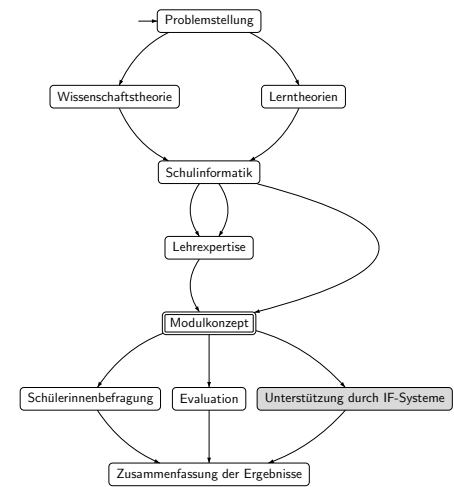 Problemstellung
Wissenschaftstheorie
Lerntheorien
Schulinformatik
Lehrexpertise
Modulkonzept
Schülerinnenbefragung
Evaluation
Unterstützung durch IF-Systeme
Zusammenfassung der Ergebnisse